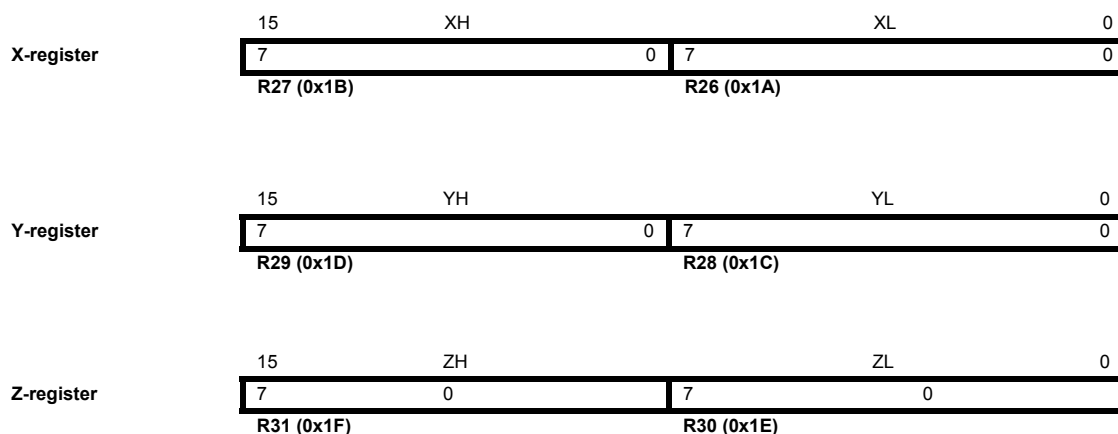 15 XH XL 0
X-register 7 0 7 0
R27 (0x1B) R26 (0x1A)
15 YH YL 0
Y-register 7 0 7 0
R29 (0x1D) R28 (0x1C)
15 ZH ZL 0
Z-register 7 0 7 0
R31 (0x1F) R30 (0x1E)